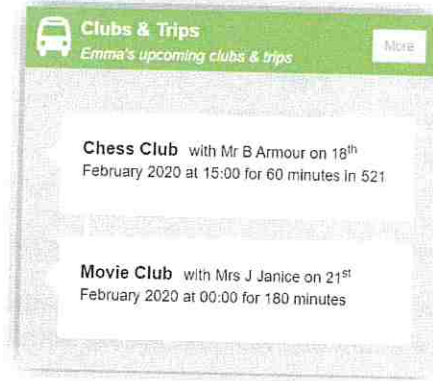 Clubs & Trips
Emma's upcoming clubs & trips
More
Chess Club with Mr B Armour on 18th
February 2020 at 15:00 for 60 minutes in 521
Movie Club with Mrs J Janice on 21st
February 2020 at 00:00 for 180 minutes